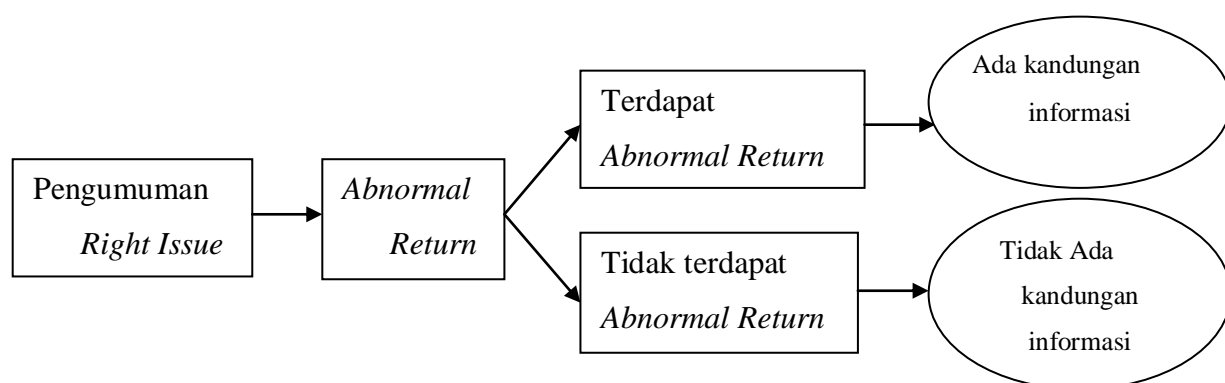 Pengumuman
Right Issue
Abnormal
Return
Terdapat
Abnormal Return
Tidak terdapat
Abnormal Return
Ada kandungan
informasi
Tidak Ada
kandungan
informasi